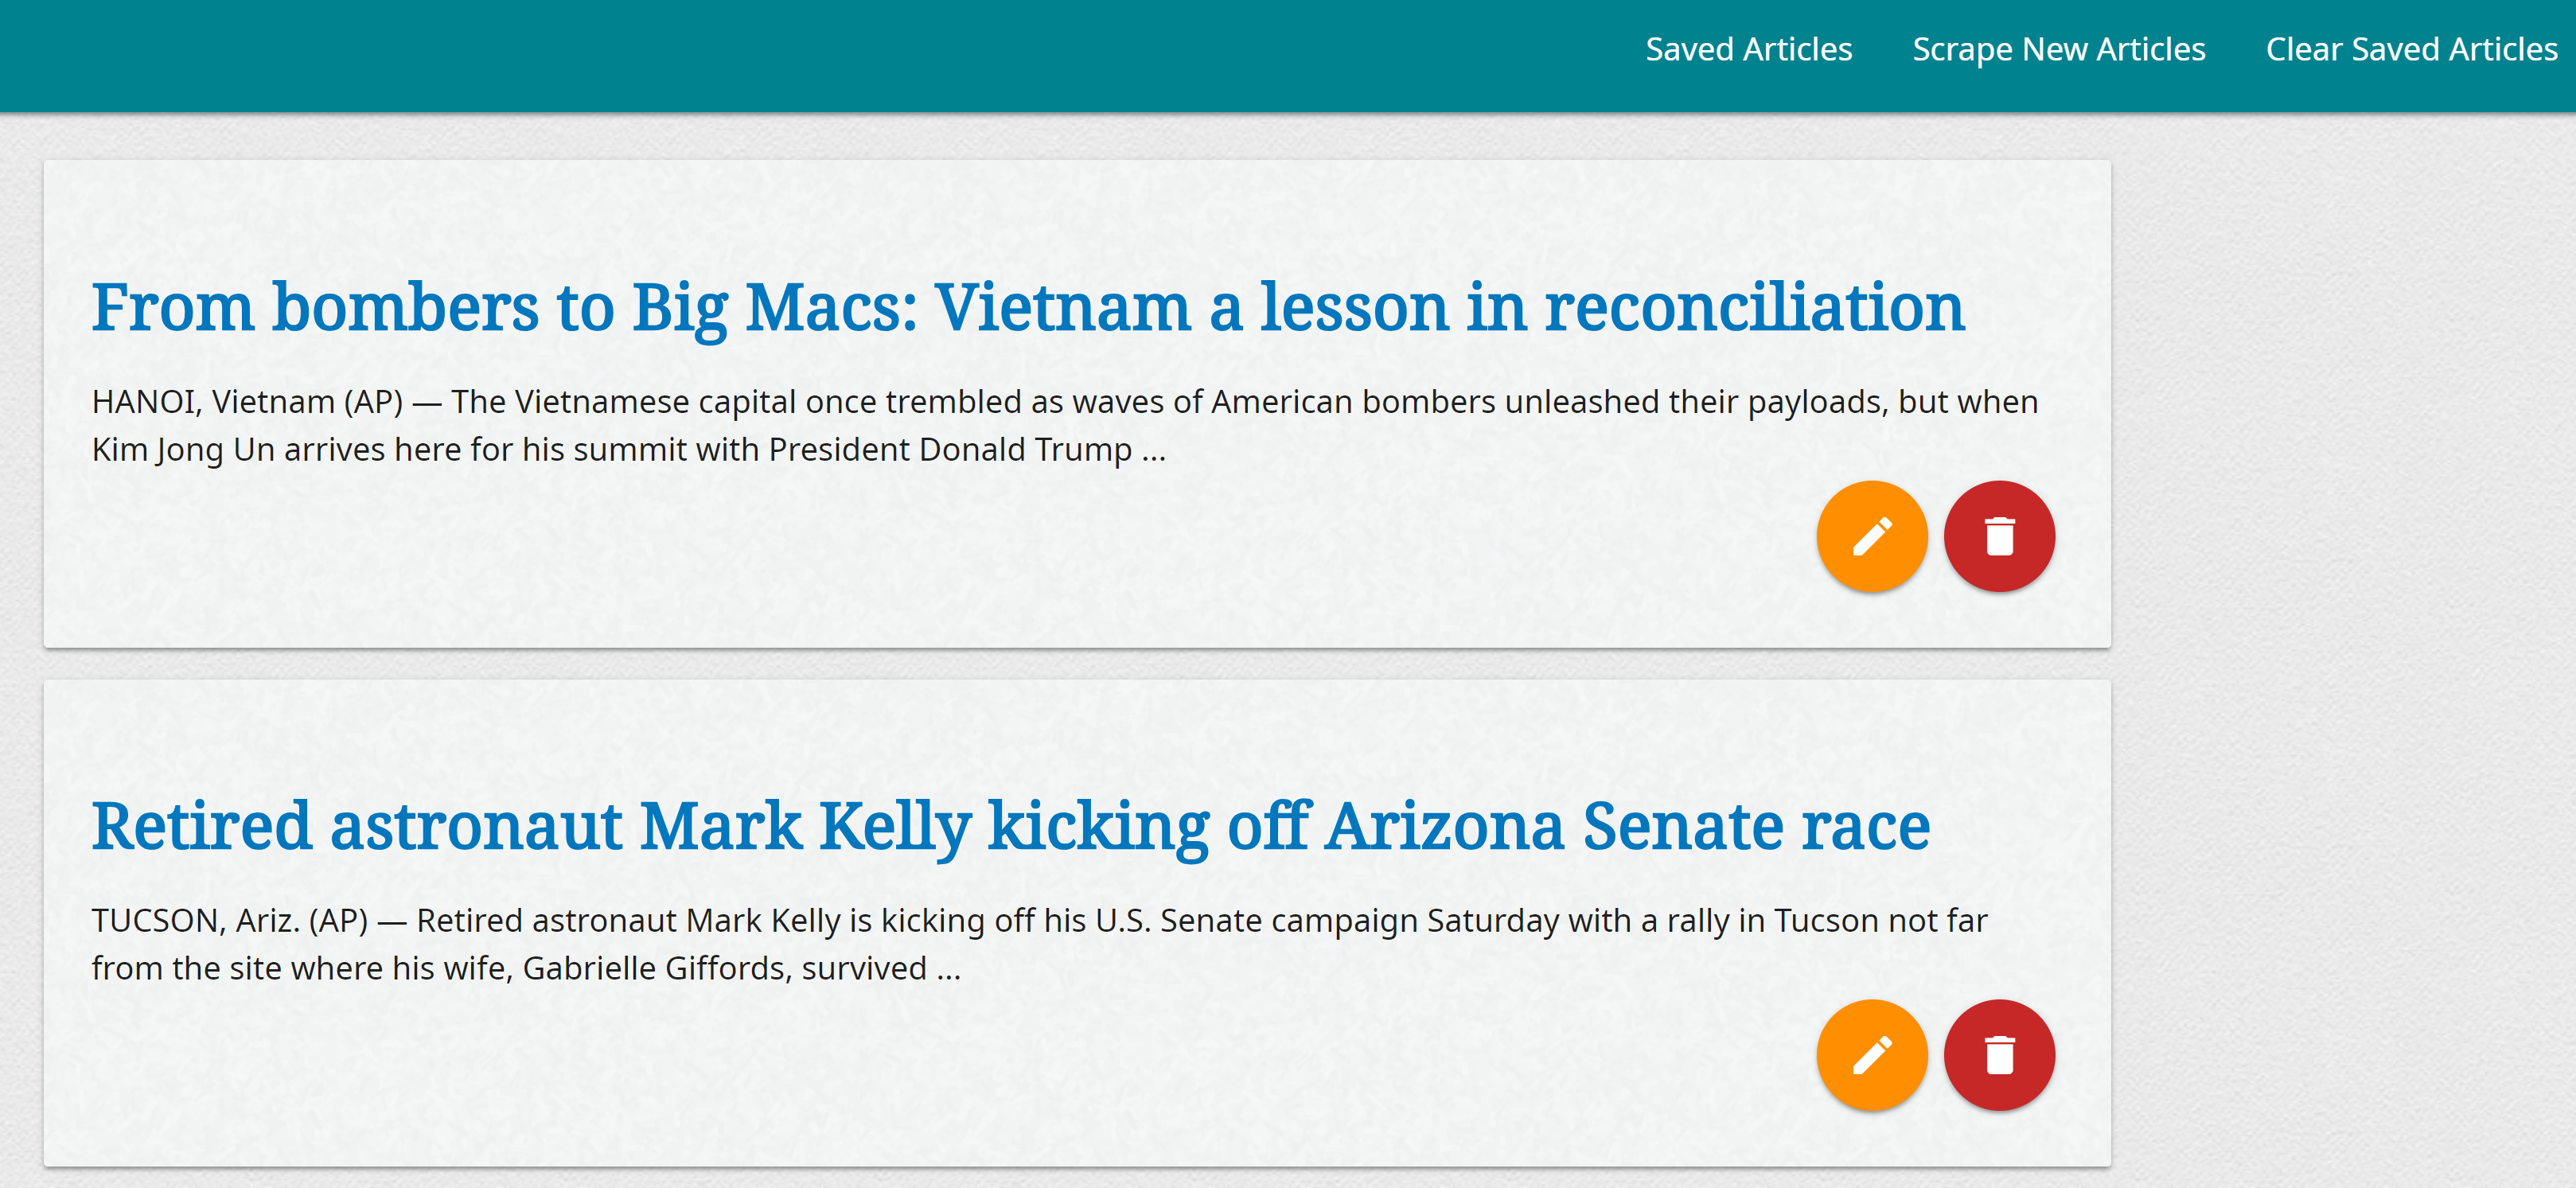 Saved Articles Scrape New Articles Clear Saved Articles
From bombers to Big Macs: Vietnam a lesson in reconciliation
HANOI, Vietnam (AP) — The Vietnamese capital once trembled as waves of American bombers unleashed their payloads, but when
Kim Jong Un arrives here for his summit with President Donald Trump ...
Retired astronaut Mark Kelly kicking off Arizona Senate race
TUCSON, Ariz. (AP) — Retired astronaut Mark Kelly is kicking off his U.S. Senate campaign Saturday with a rally in Tucson not far
from the site where his wife, Gabrielle Giffords, survived ...